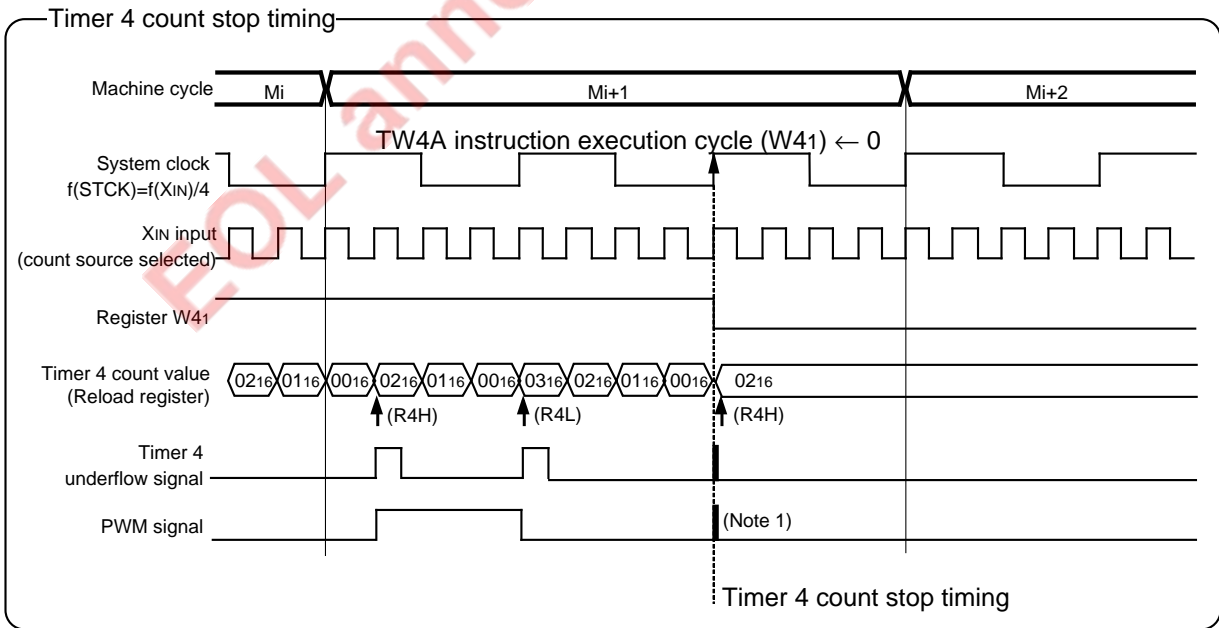 Timer 4 count stop timing
Machine cycle Mi Mi+1 Mi+2
TW4A instruction execution cycle (W41) ← 0
System clock
f(STCK)=f(XIN)/4
XIN input
(count source selected)
Register W41
Timer 4 count value
(Reload register)
0216 0116 0016 0216 0116 0016 0316 0216 0116 0016 0216
(R4H) (R4L) (R4H)
Timer 4
underflow signal
PWM signal (Note 1)
Timer 4 count stop timing
EOL anno